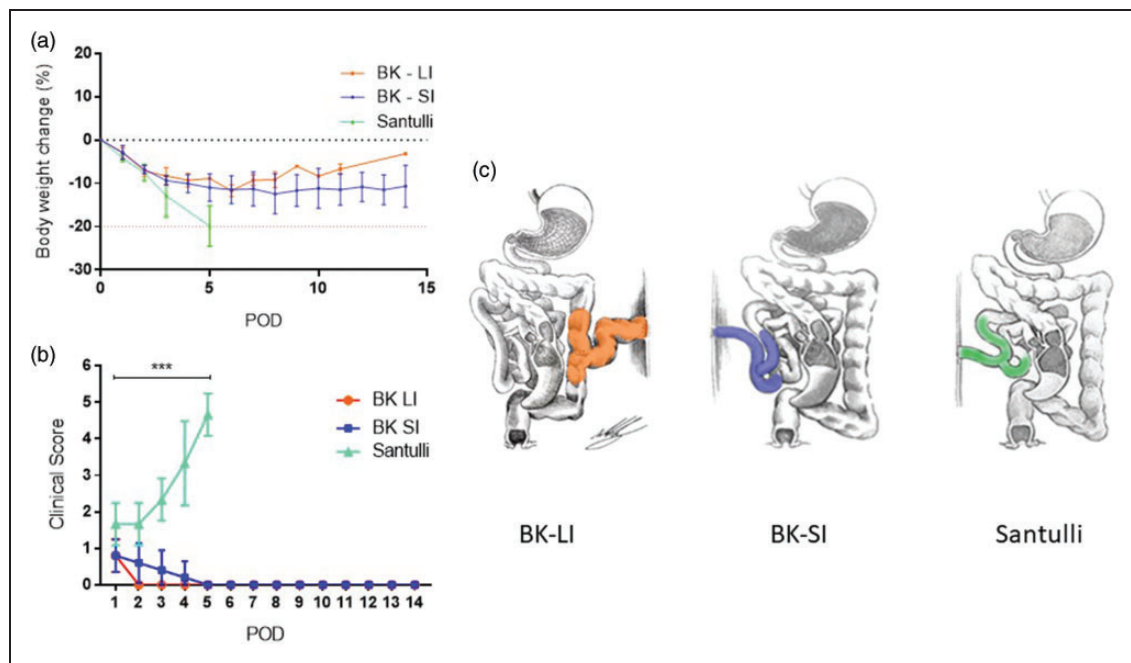 (a)
20
10
0
-10
-20
-30
Body weight change (%)
BK - LI
BK - SI
Santulli
0 5 10 15
POD
(b)
6
5
4
3
2
1
0
Clinical Score
***
BK LI
BK SI
Santulli
1 2 3 4 5 6 7 8 9 10 11 12 13 14
POD
(c)
BK-LI BK-SI Santulli